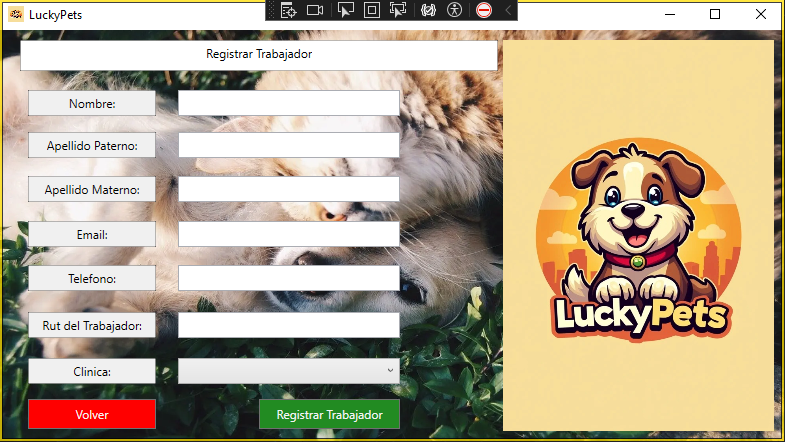 LuckyPets
Registrar Trabajador
Nombre:
Apellido Paterno:
Apellido Materno:
Email:
Telefono:
Rut del Trabajador:
Clinica:
Volver
Registrar Trabajador
LuckyPets